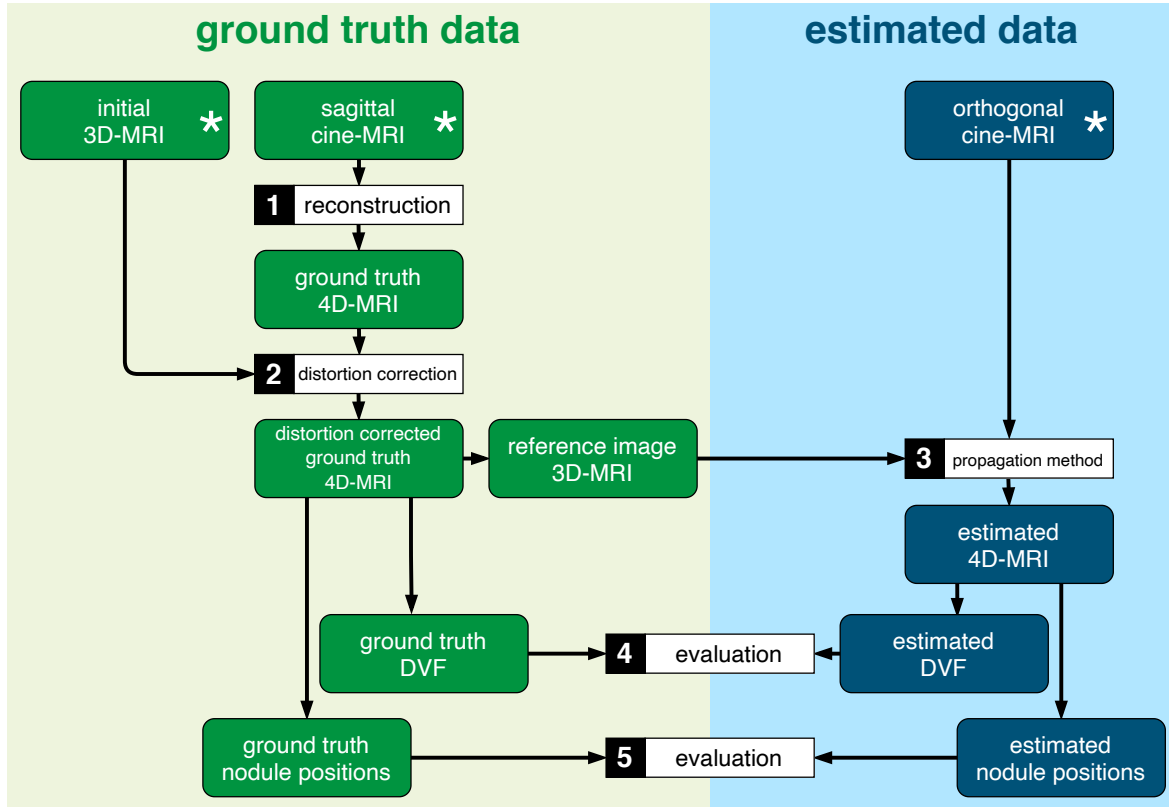 ground truth data
estimated data
initial
3D-MRI
*
sagittal
cine-MRI
*
orthogonal
cine-MRI
*
1 reconstruction
ground truth
4D-MRI
2 distortion correction
distortion corrected
ground truth
4D-MRI
reference image
3D-MRI
3 propagation method
estimated
4D-MRI
ground truth
DVF
4 evaluation
estimated
DVF
ground truth
nodule positions
5 evaluation
estimated
nodule positions